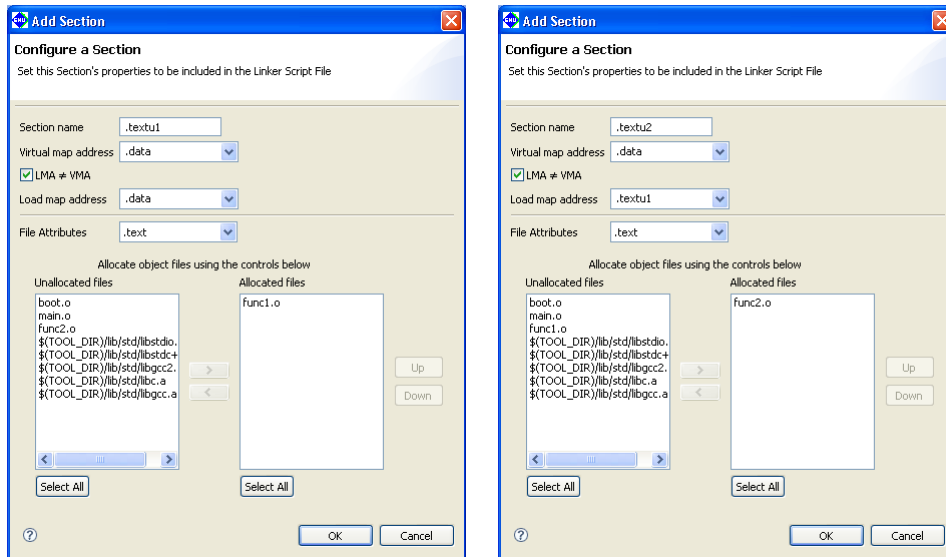 Add Section
Configure a Section
Set this Section's properties to be included in the Linker Script File
Section name .textu1
Virtual map address .data
LMA ≠ VMA
Load map address .data
File Attributes .text
Allocate object files using the controls below
Unallocated files Allocated files
boot.o func1.o
main.o
func2.o
$(TOOL_DIR)/lib/std/libstdio.
$(TOOL_DIR)/lib/std/libstdc+
$(TOOL_DIR)/lib/std/libgcc2.
$(TOOL_DIR)/lib/std/libc.a
$(TOOL_DIR)/lib/std/libgcc.a
>
<
Up
Down
Select All Select All
?
OK Cancel
Add Section
Configure a Section
Set this Section's properties to be included in the Linker Script File
Section name .textu2
Virtual map address .data
LMA ≠ VMA
Load map address .textu1
File Attributes .text
Allocate object files using the controls below
Unallocated files Allocated files
boot.o func2.o
main.o
func1.o
$(TOOL_DIR)/lib/std/libstdio.
$(TOOL_DIR)/lib/std/libstdc+
$(TOOL_DIR)/lib/std/libgcc2.
$(TOOL_DIR)/lib/std/libc.a
$(TOOL_DIR)/lib/std/libgcc.a
>
<
Up
Down
Select All Select All
?
OK Cancel